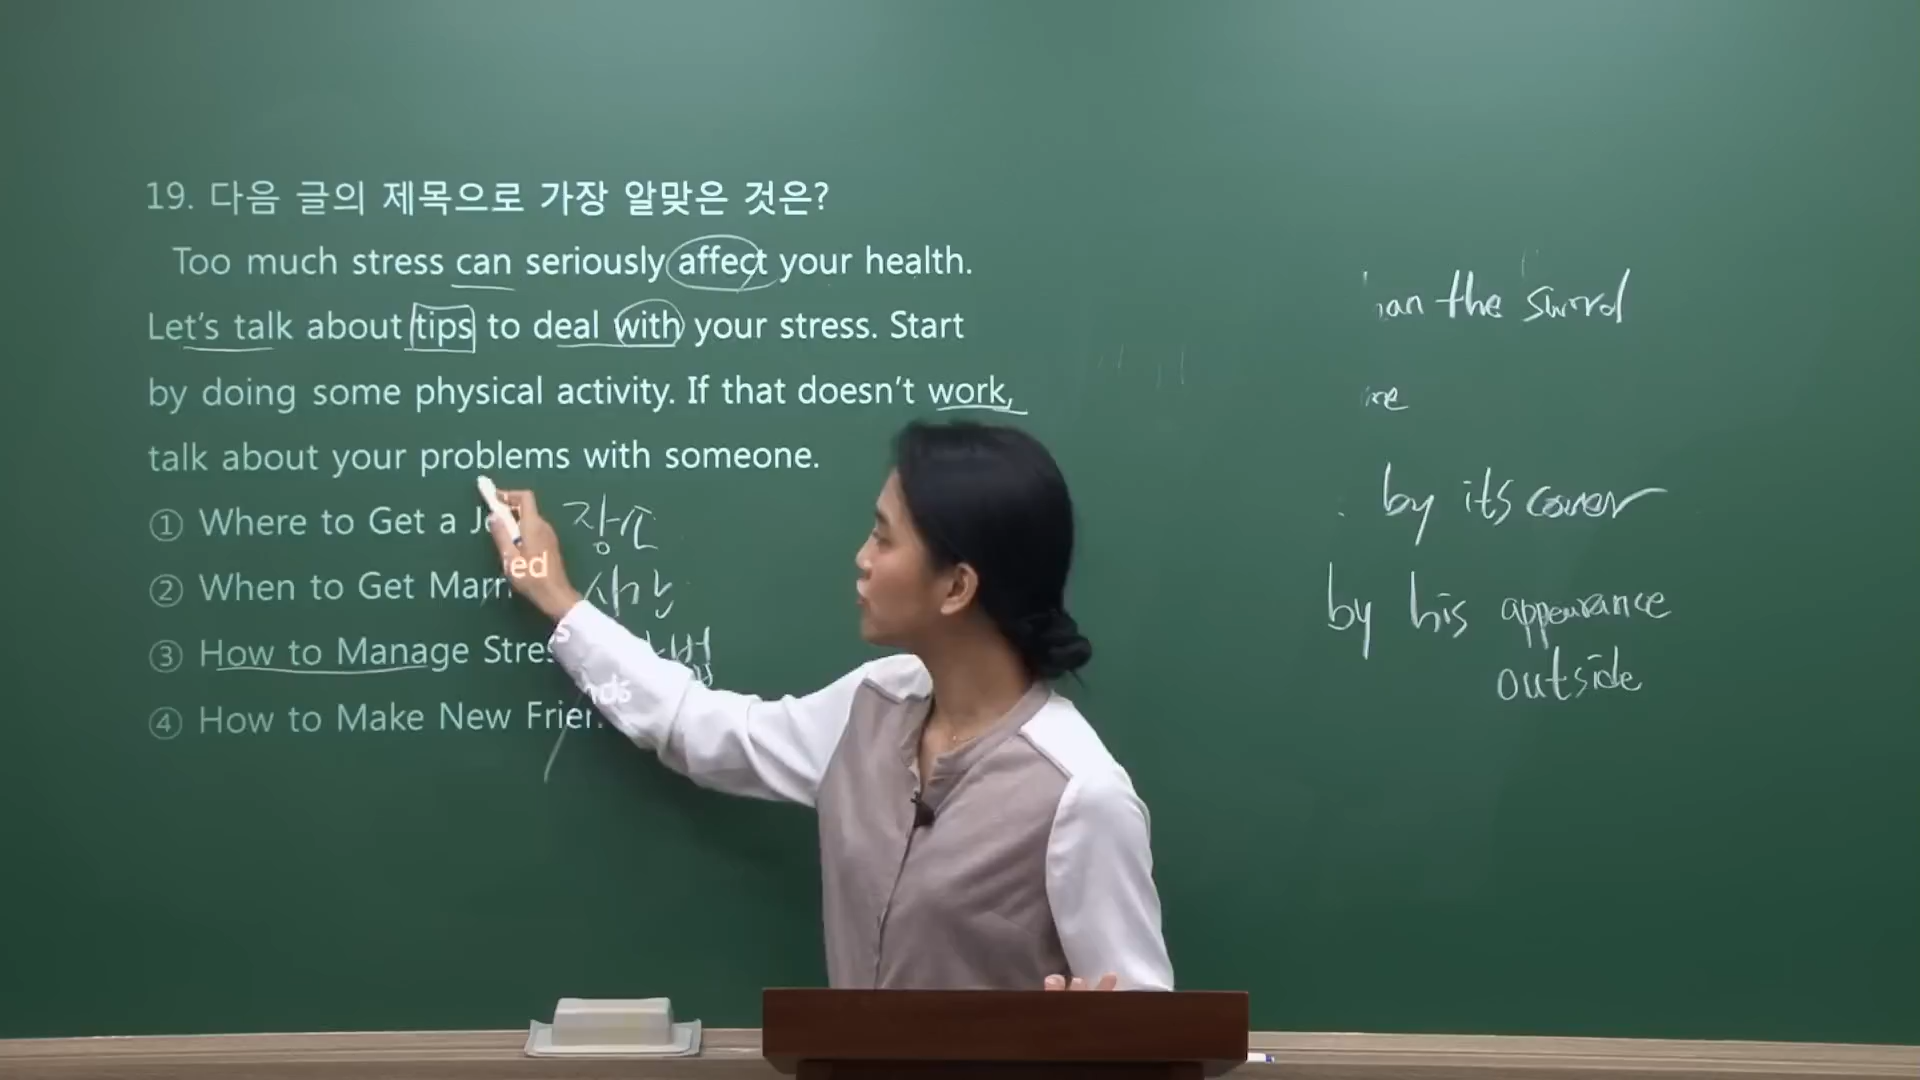 19. 다음 글의 제목으로 가장 알맞은 것은?
Too much stress can seriously affect your health.
Let's talk about tips to deal with your stress. Start
by doing some physical activity. If that doesn't work,
talk about your problems with someone.
① Where to Get a 장소
② When to Get Married 시간
③ How to Manage Stress
④ How to Make New Friends
the sword
by its cover
by his appearance
outside